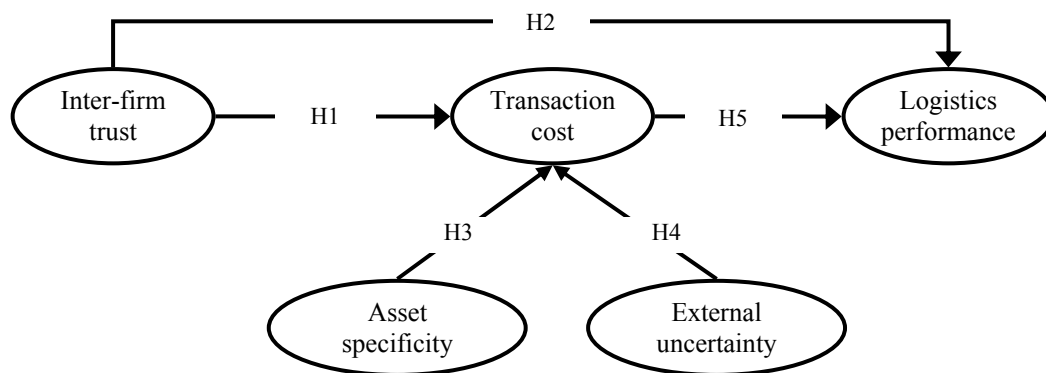 H2
Inter-firm
trust
H1
Transaction
cost
H5
Logistics
performance
H3
H4
Asset
specificity
External
uncertainty